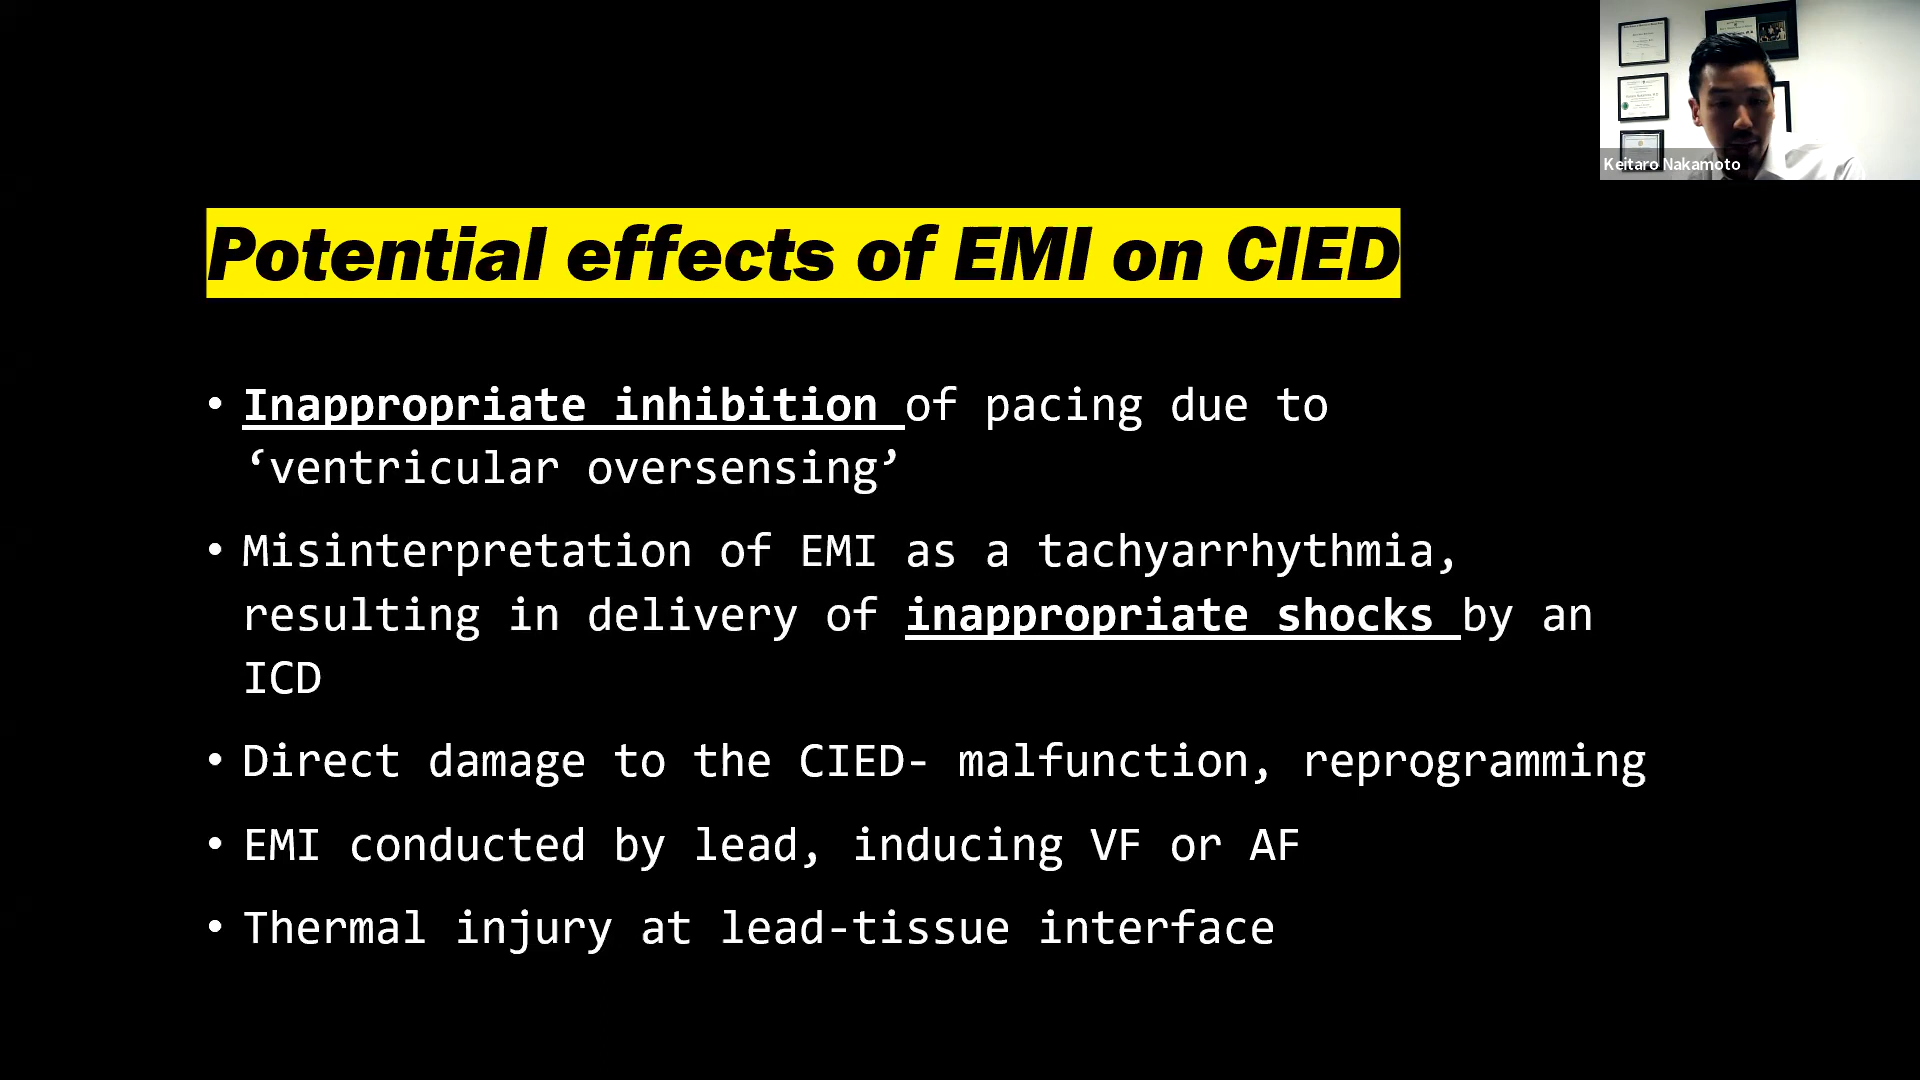 Keitaro Nakamoto
Potential effects of EMI on CIED
• Inappropriate inhibition of pacing due to
‘ventricular oversensing’
• Misinterpretation of EMI as a tachyarrhythmia,
resulting in delivery of inappropriate shocks by an
ICD
• Direct damage to the CIED- malfunction, reprogramming
• EMI conducted by lead, inducing VF or AF
• Thermal injury at lead-tissue interface